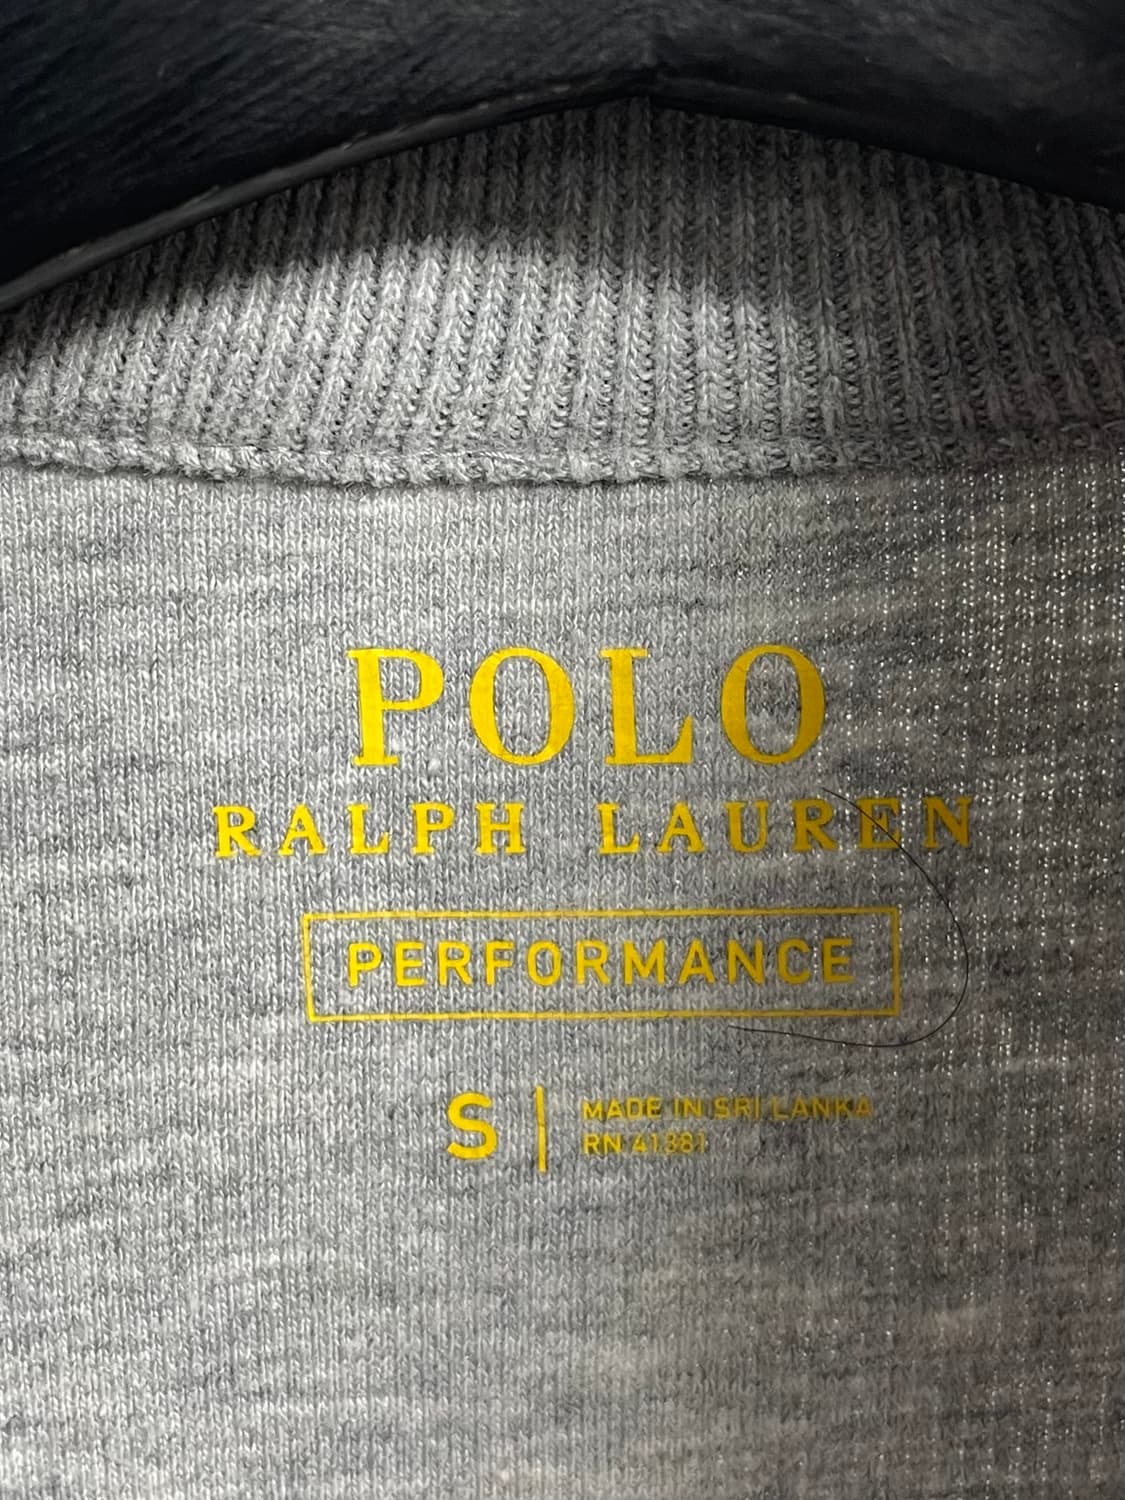 POLO
RALPH LAUREN
PERFORMANCE
S
MADE IN SRI LANKA
RN 41381